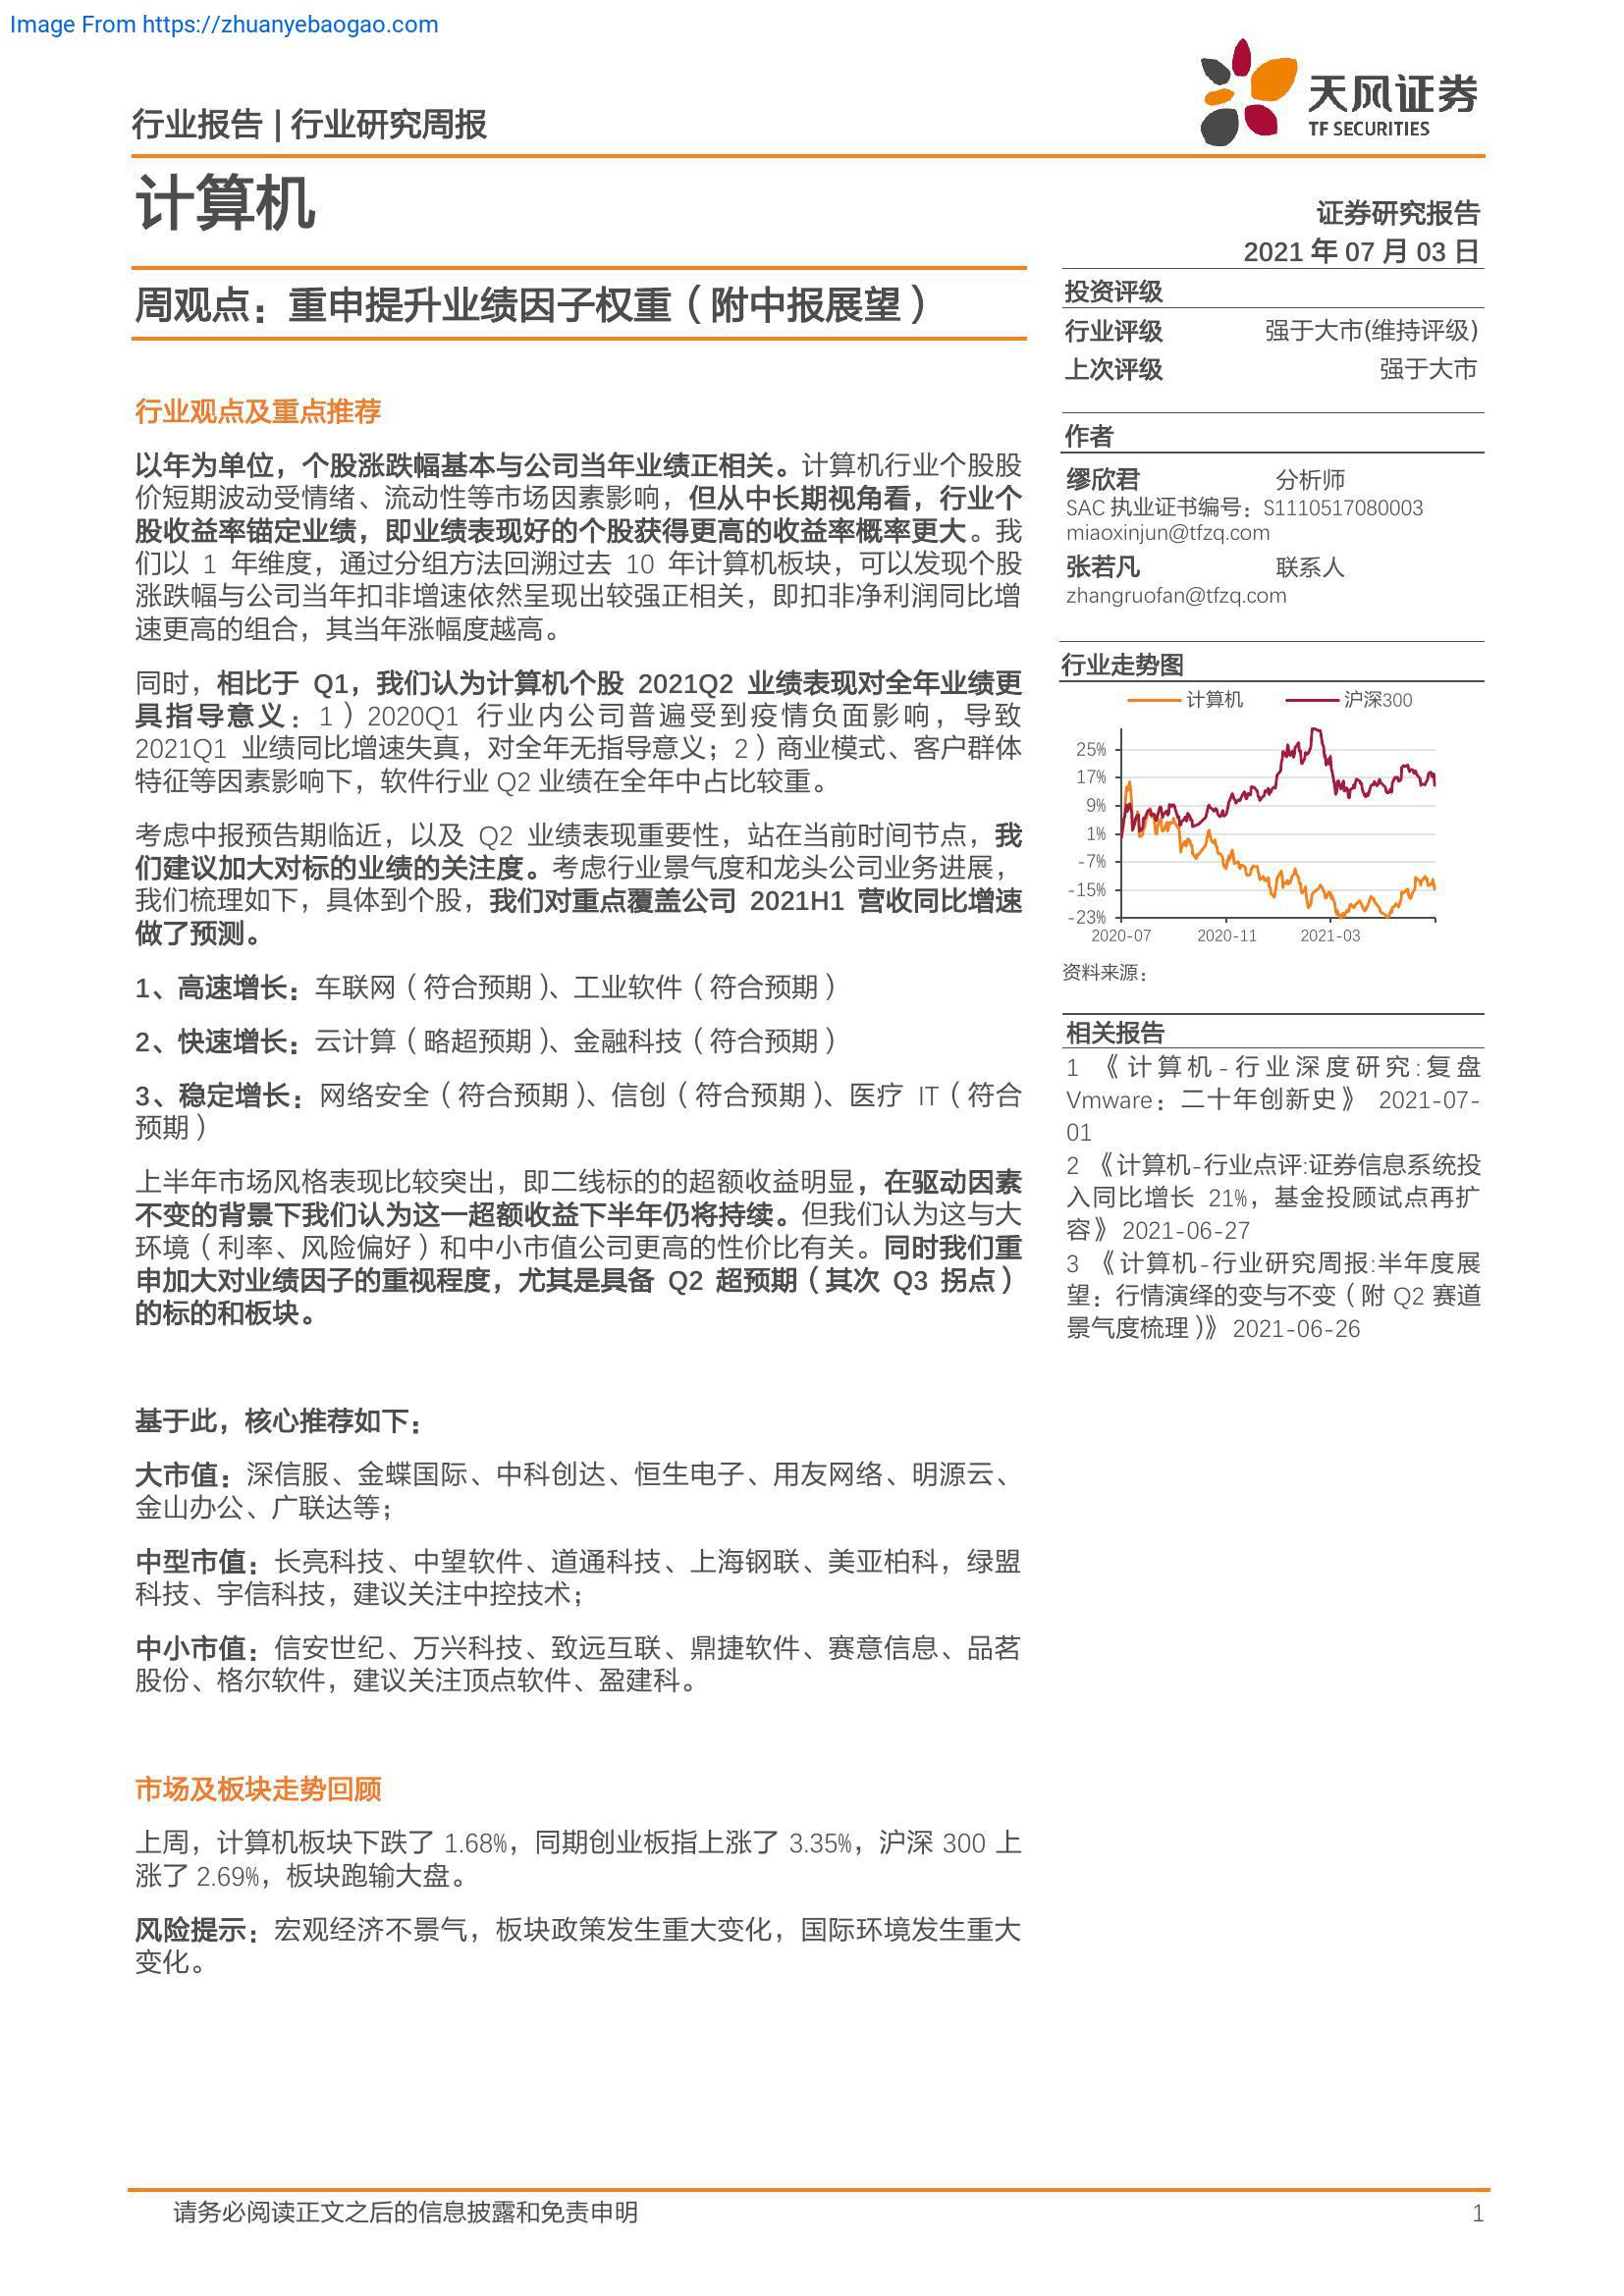 Image From https://zhuanyebaogao.com
行业报告 | 行业研究周报
天风证券
TF SECURITIES
计算机
证券研究报告
2021 年 07 月 03 日
周观点：重申提升业绩因子权重（附中报展望）
行业观点及重点推荐
以年为单位，个股涨跌幅基本与公司当年业绩正相关。计算机行业个股股
价短期波动受情绪、流动性等市场因素影响，但从中长期视角看，行业个
股收益率锚定业绩，即业绩表现好的个股获得更高的收益率概率更大。我
们以 1 年维度，通过分组方法回溯过去 10 年计算机板块，可以发现个股
涨跌幅与公司当年扣非增速依然呈现出较强正相关，即扣非净利润同比增
速更高的组合，其当年涨幅度越高。
同时，相比于 Q1，我们认为计算机个股 2021Q2 业绩表现对全年业绩更
具指导意义：1）2020Q1 行业内公司普遍受到疫情负面影响，导致
2021Q1 业绩同比增速失真，对全年无指导意义；2）商业模式、客户群体
特征等因素影响下，软件行业 Q2 业绩在全年中占比较重。
考虑中报预告期临近，以及 Q2 业绩表现重要性，站在当前时间节点，我
们建议加大对标的业绩的关注度。考虑行业景气度和龙头公司业务进展，
我们梳理如下，具体到个股，我们对重点覆盖公司 2021H1 营收同比增速
做了预测。
1、高速增长：车联网（符合预期）、工业软件（符合预期）
2、快速增长：云计算（略超预期）、金融科技（符合预期）
3、稳定增长：网络安全（符合预期）、信创（符合预期）、医疗 IT（符合
预期）
上半年市场风格表现比较突出，即二线标的的超额收益明显，在驱动因素
不变的背景下我们认为这一超额收益下半年仍将持续。但我们认为这与大
环境（利率、风险偏好）和中小市值公司更高的性价比有关。同时我们重
申加大对业绩因子的重视程度，尤其是具备 Q2 超预期（其次 Q3 拐点）
的标的和板块。
基于此，核心推荐如下：
大市值：深信服、金蝶国际、中科创达、恒生电子、用友网络、明源云、
金山办公、广联达等；
中型市值：长亮科技、中望软件、道通科技、上海钢联、美亚柏科，绿盟
科技、宇信科技，建议关注中控技术；
中小市值：信安世纪、万兴科技、致远互联、鼎捷软件、赛意信息、品茗
股份、格尔软件，建议关注顶点软件、盈建科。
市场及板块走势回顾
上周，计算机板块下跌了 1.68%，同期创业板指上涨了 3.35%，沪深 300 上
涨了 2.69%，板块跑输大盘。
风险提示：宏观经济不景气，板块政策发生重大变化，国际环境发生重大
变化。
投资评级
行业评级 强于大市(维持评级)
上次评级 强于大市
作者
缪欣君 分析师
SAC 执业证书编号：S1110517080003
miaoxinjun@tfzq.com
张若凡 联系人
zhangruofan@tfzq.com
行业走势图
计算机 沪深300
25%
17%
9%
1%
-7%
-15%
-23%
2020-07 2020-11 2021-03
资料来源：
相关报告
1 《计算机-行业深度研究:复盘
Vmware：二十年创新史》 2021-07-
01
2 《计算机-行业点评:证券信息系统投
入同比增长 21%，基金投顾试点再扩
容》 2021-06-27
3 《计算机-行业研究周报:半年度展
望：行情演绎的变与不变（附 Q2 赛道
景气度梳理）》 2021-06-26
请务必阅读正文之后的信息披露和免责申明 1